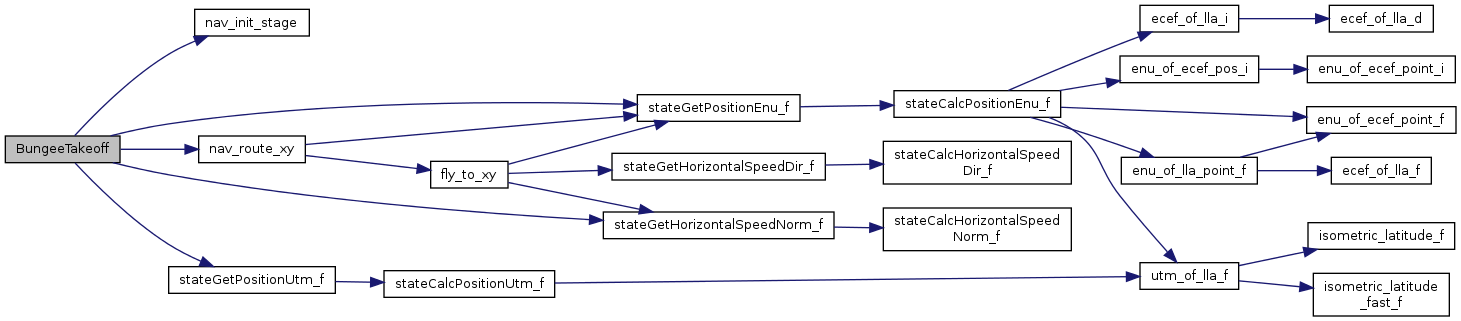 BungeeTakeoff
nav_init_stage
nav_route_xy
stateGetPositionUtm_f
fly_to_xy
stateCalcPositionUtm_f
stateGetPositionEnu_f
stateGetHorizontalSpeedDir_f
stateGetHorizontalSpeedNorm_f
stateCalcPositionEnu_f
stateCalcHorizontalSpeed
Dir_f
stateCalcHorizontalSpeed
Norm_f
ecef_of_lla_i
enu_of_ecef_pos_i
enu_of_lla_point_f
utm_of_lla_f
ecef_of_lla_d
enu_of_ecef_point_i
enu_of_ecef_point_f
ecef_of_lla_f
isometric_latitude_f
isometric_latitude
_fast_f